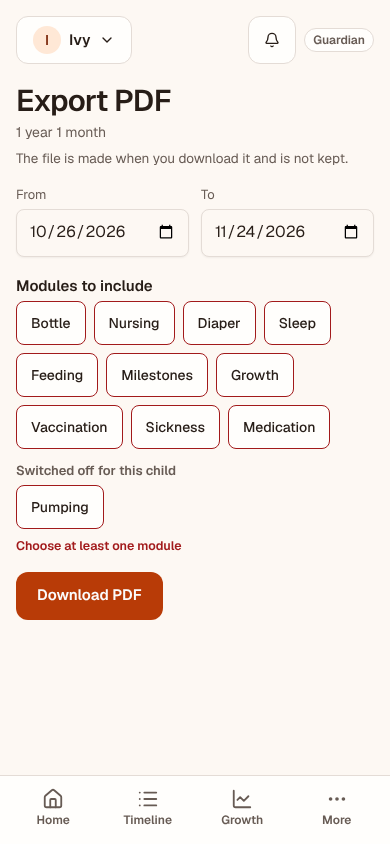 I Ivy
Guardian
Export PDF
1 year 1 month
The file is made when you download it and is not kept.
From To
10/26/2026 11/24/2026
Modules to include
Bottle Nursing Diaper Sleep
Feeding Milestones Growth
Vaccination Sickness Medication
Switched off for this child
Pumping
Choose at least one module
Download PDF
Home Timeline Growth More